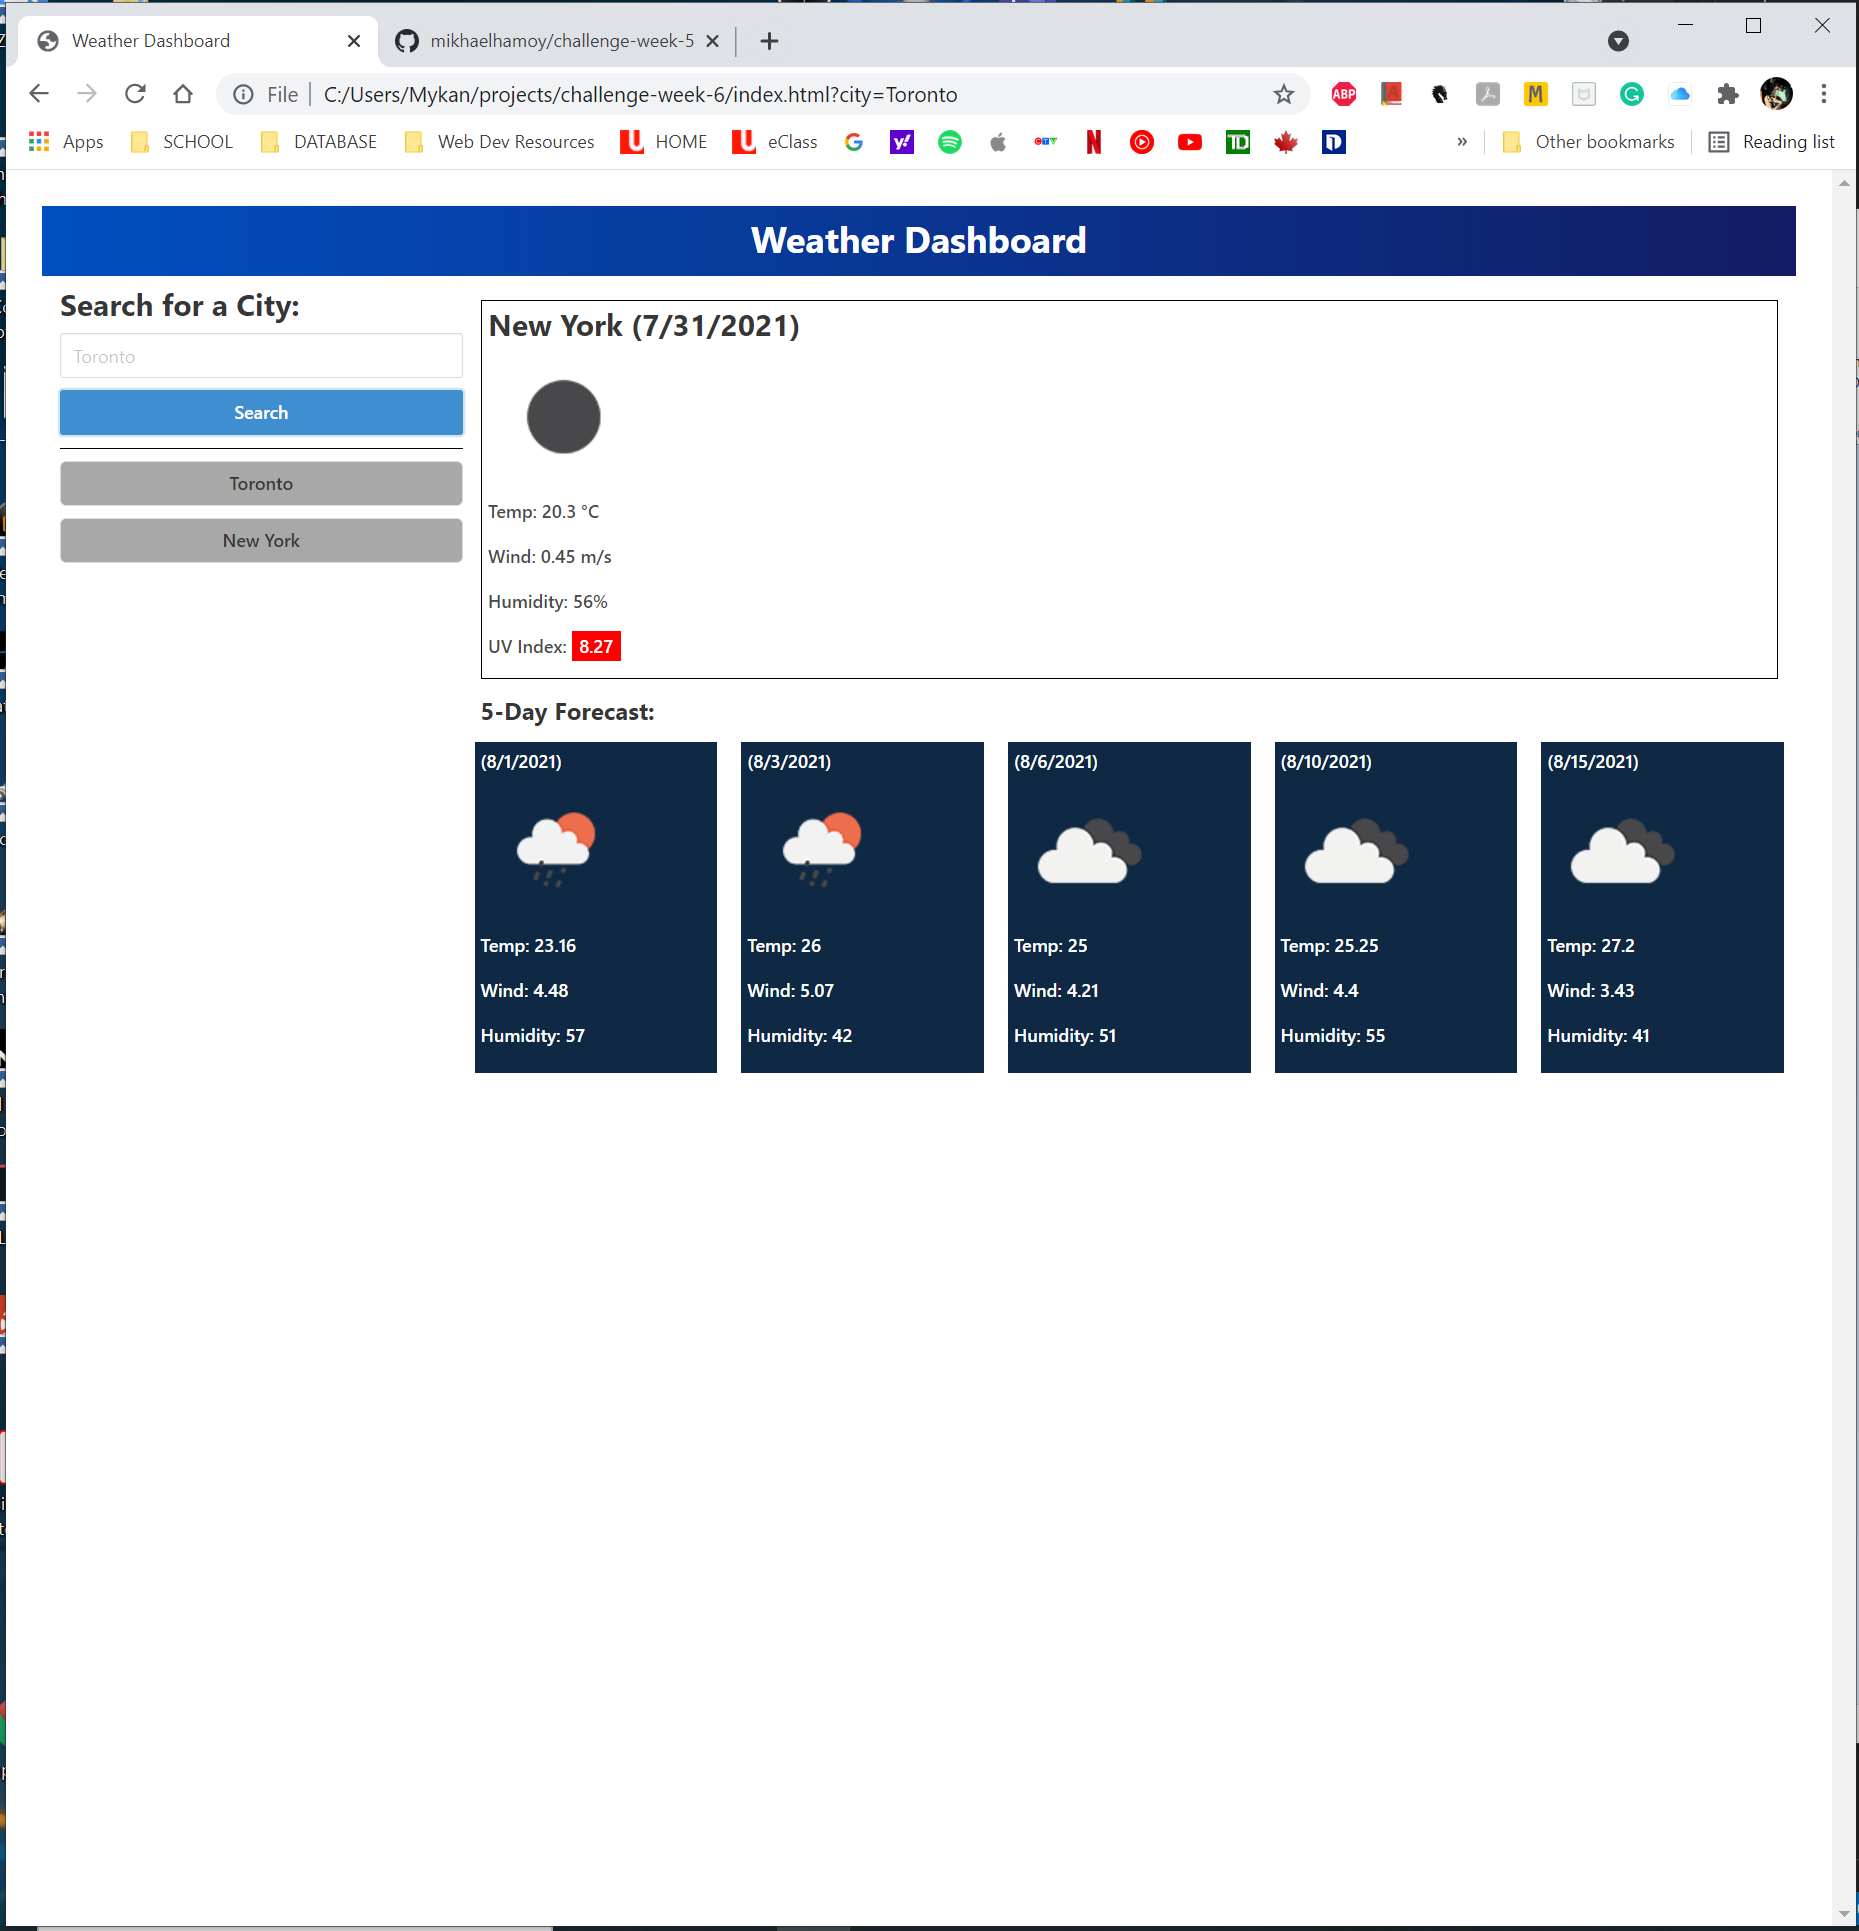 Weather Dashboard
mikhaelhamoy/challenge-week-5
File
C:/Users/Mykan/projects/challenge-week-6/index.html?city=Toronto
ABP
Apps
SCHOOL
DATABASE
Web Dev Resources
HOME
eClass
»
Other bookmarks
Reading list
Weather Dashboard
Search for a City:
Toronto
Search
Toronto
New York
New York (7/31/2021)
Temp: 20.3 °C
Wind: 0.45 m/s
Humidity: 56%
UV Index: 8.27
5-Day Forecast:
(8/1/2021)
Temp: 23.16
Wind: 4.48
Humidity: 57
(8/3/2021)
Temp: 26
Wind: 5.07
Humidity: 42
(8/6/2021)
Temp: 25
Wind: 4.21
Humidity: 51
(8/10/2021)
Temp: 25.25
Wind: 4.4
Humidity: 55
(8/15/2021)
Temp: 27.2
Wind: 3.43
Humidity: 41